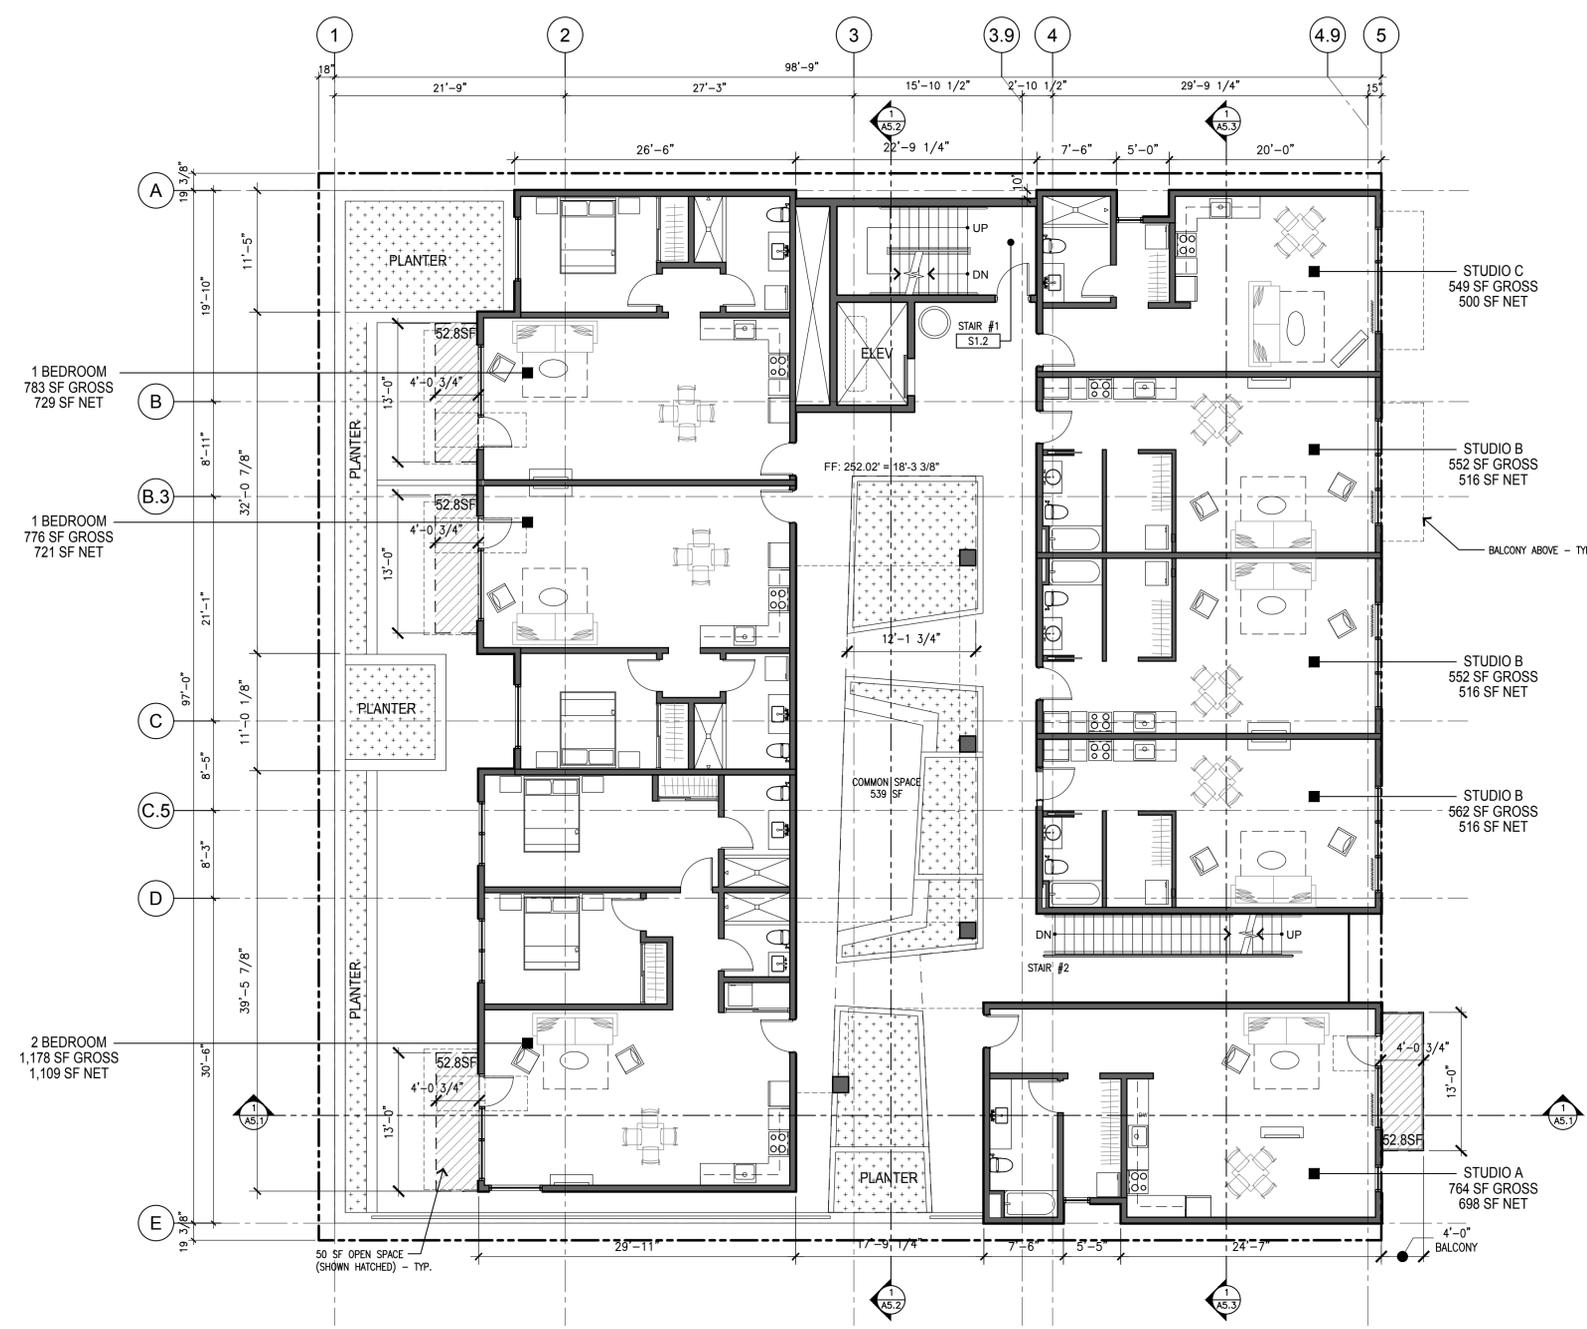 1
2
3
3.9
4
4.9
5
18"
98'-9"
21'-9"
27'-3"
15'-10 1/2"
2'-10 1/2"
29'-9 1/4"
15"
1
A5.2
1
A5.3
26'-6"
22'-9 1/4"
7'-6"
5'-0"
20'-0"
19 3/8"
A
10"
11'-5"
19'-10"
PLANTER
UP
DN
STAIR #1
S1.2
ELEV
STUDIO C
549 SF GROSS
500 SF NET
52.8SF
4'-0 3/4"
13'-0"
1 BEDROOM
783 SF GROSS
729 SF NET
B
8'-11"
32'-0 7/8"
PLANTER
STUDIO B
552 SF GROSS
516 SF NET
FF: 252.02' = 18'-3 3/8"
B.3
52.8SF
4'-0 3/4"
13'-0"
1 BEDROOM
776 SF GROSS
721 SF NET
BALCONY ABOVE - TY
21'-1"
12'-1 3/4"
97'-0"
11'-0 1/8"
STUDIO B
552 SF GROSS
516 SF NET
PLANTER
C
8'-5"
COMMON SPACE
539 SF
STUDIO B
562 SF GROSS
516 SF NET
C.5
8'-3"
D
DN
UP
STAIR #2
39'-5 7/8"
PLANTER
30'-6"
2 BEDROOM
1,178 SF GROSS
1,109 SF NET
52.8SF
4'-0 3/4"
13'-0"
4'-0 3/4"
13'-0"
52.8SF
1
A5.1
1
A5.1
PLANTER
STUDIO A
764 SF GROSS
698 SF NET
E
19 3/8"
50 SF OPEN SPACE
(SHOWN HATCHED) - TYP.
29'-11"
17'-9 1/4"
7'-6"
5'-5"
24'-7"
4'-0"
BALCONY
1
A5.2
1
A5.3